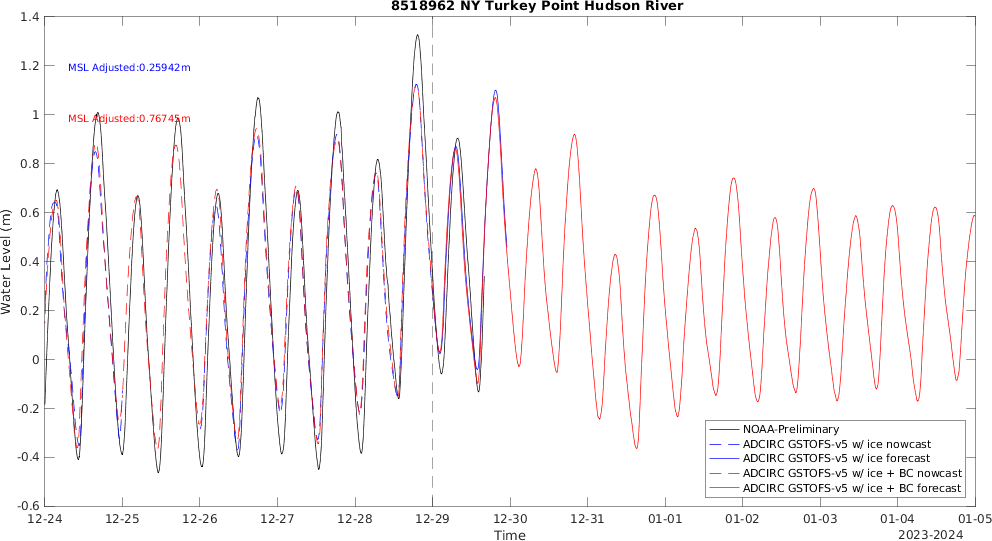 8518962 NY Turkey Point Hudson River
1.4
1.2
1
0.8
0.6
0.4
0.2
0
-0.2
-0.4
-0.6
Water Level (m)
MSL Adjusted:0.25942m
MSL Adjusted:0.76745m
NOAA-Preliminary
ADCIRC GSTOFS-v5 w/ ice nowcast
ADCIRC GSTOFS-v5 w/ ice forecast
ADCIRC GSTOFS-v5 w/ ice + BC nowcast
ADCIRC GSTOFS-v5 w/ ice + BC forecast
12-24 12-25 12-26 12-27 12-28 12-29 12-30 12-31 01-01 01-02 01-03 01-04 01-05
Time
2023-2024